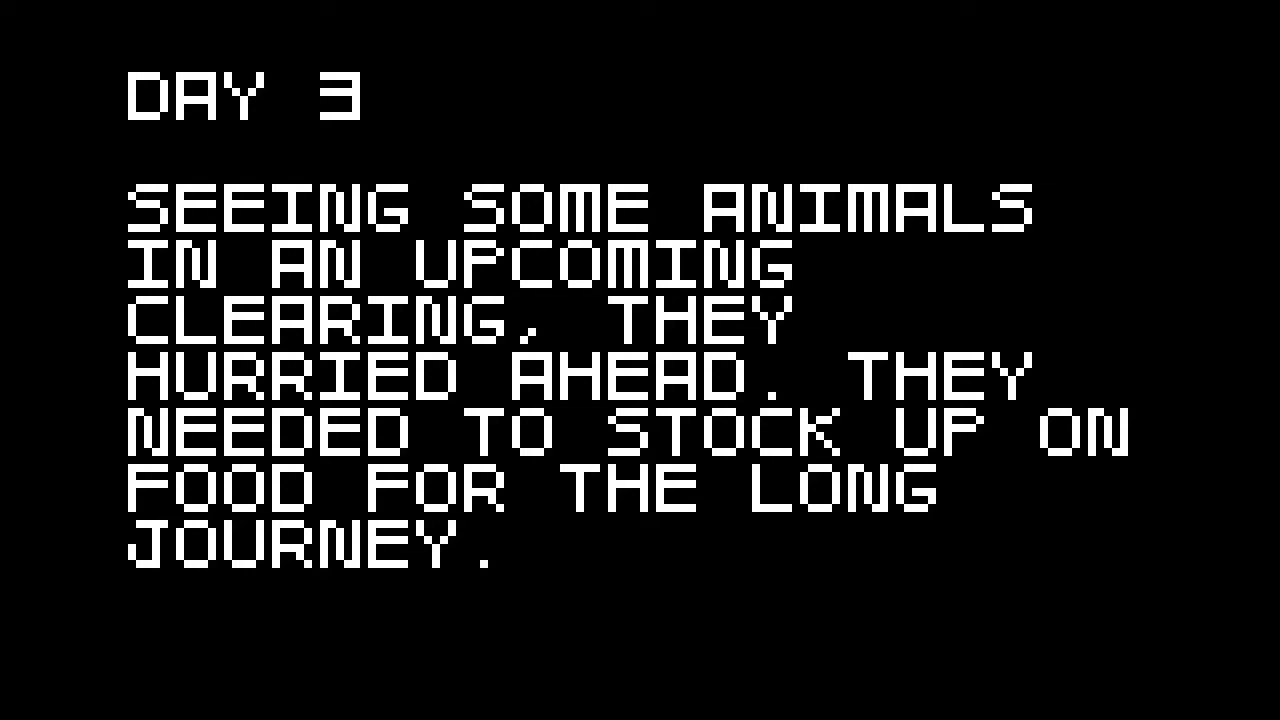 DAY 3
SEEING SOME ANIMALS
IN AN UPCOMING
CLEARING, THEY
HURRIED AHEAD. THEY
NEEDED TO STOCK UP ON
FOOD FOR THE LONG
JOURNEY.